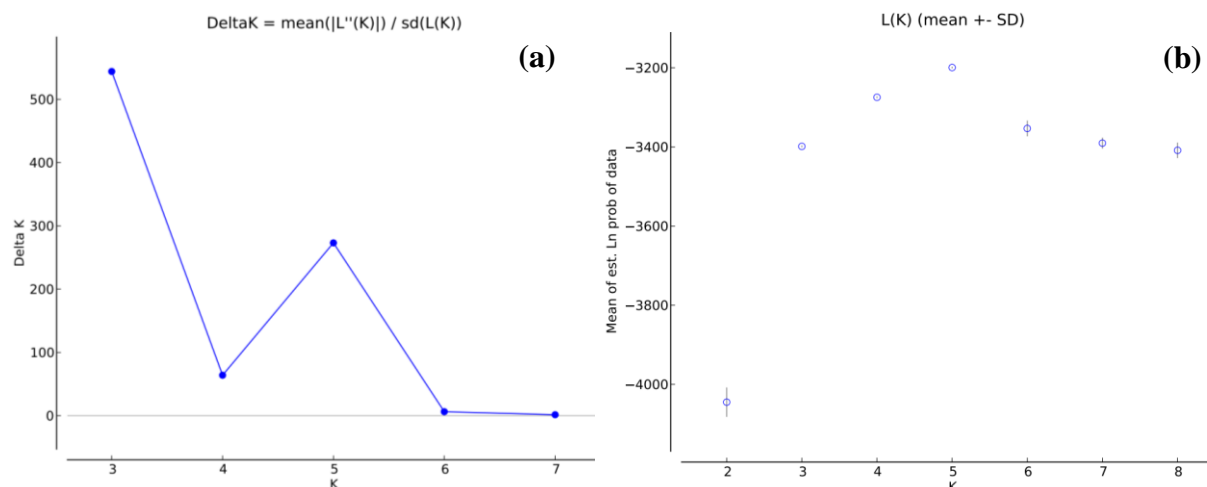 DeltaK = mean(|L''(K)|) / sd(L(K))
(a)
500
400
300
200
100
0
Delta K
3 4 5 6 7
K
L(K) (mean +- SD)
(b)
−3200
−3400
−3600
−3800
−4000
Mean of est. Ln prob of data
2 3 4 5 6 7 8
K